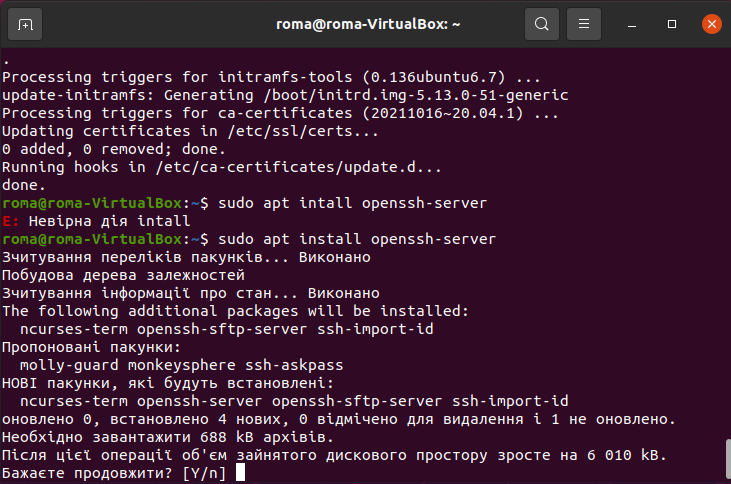 roma@roma-VirtualBox: ~
.
Processing triggers for initramfs-tools (0.136ubuntu6.7) ...
update-initramfs: Generating /boot/initrd.img-5.13.0-51-generic
Processing triggers for ca-certificates (20211016~20.04.1) ...
Updating certificates in /etc/ssl/certs...
0 added, 0 removed; done.
Running hooks in /etc/ca-certificates/update.d...
done.
roma@roma-VirtualBox:~$ sudo apt intall openssh-server
E: Невірна дія intall
roma@roma-VirtualBox:~$ sudo apt install openssh-server
Зчитування переліків пакунків... Виконано
Побудова дерева залежностей
Зчитування інформації про стан... Виконано
The following additional packages will be installed:
  ncurses-term openssh-sftp-server ssh-import-id
Пропоновані пакунки:
  molly-guard monkeysphere ssh-askpass
НОВІ пакунки, які будуть встановлені:
  ncurses-term openssh-server openssh-sftp-server ssh-import-id
оновлено 0, встановлено 4 нових, 0 відмічено для видалення і 1 не оновлено.
Необхідно завантажити 688 kB архівів.
Після цієї операції об'єм зайнятого дискового простору зросте на 6 010 kB.
Бажаєте продовжити? [Y/n]